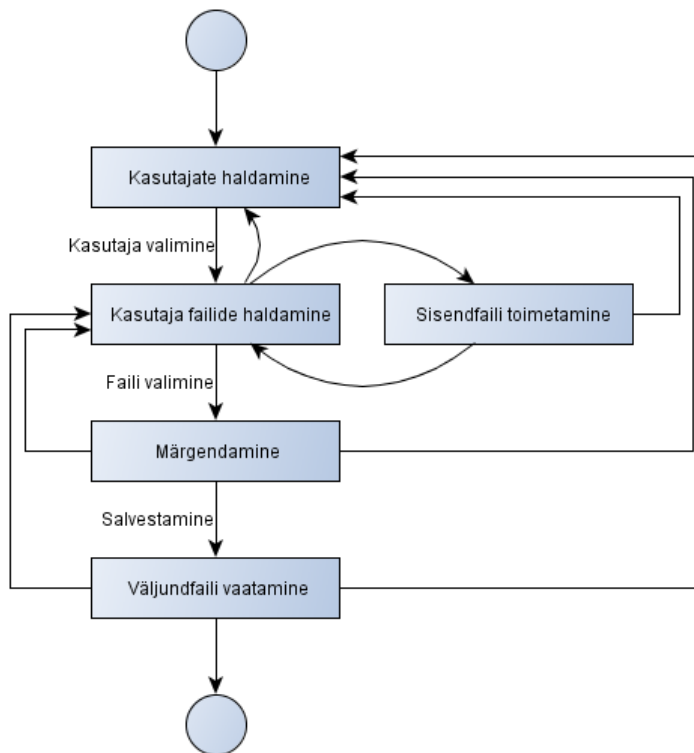 Kasutajate haldamine
Kasutaja valimine
Kasutaja failide haldamine
Sisendfaili toimetamine
Faili valimine
Märgendamine
Salvestamine
Väljundfaili vaatamine